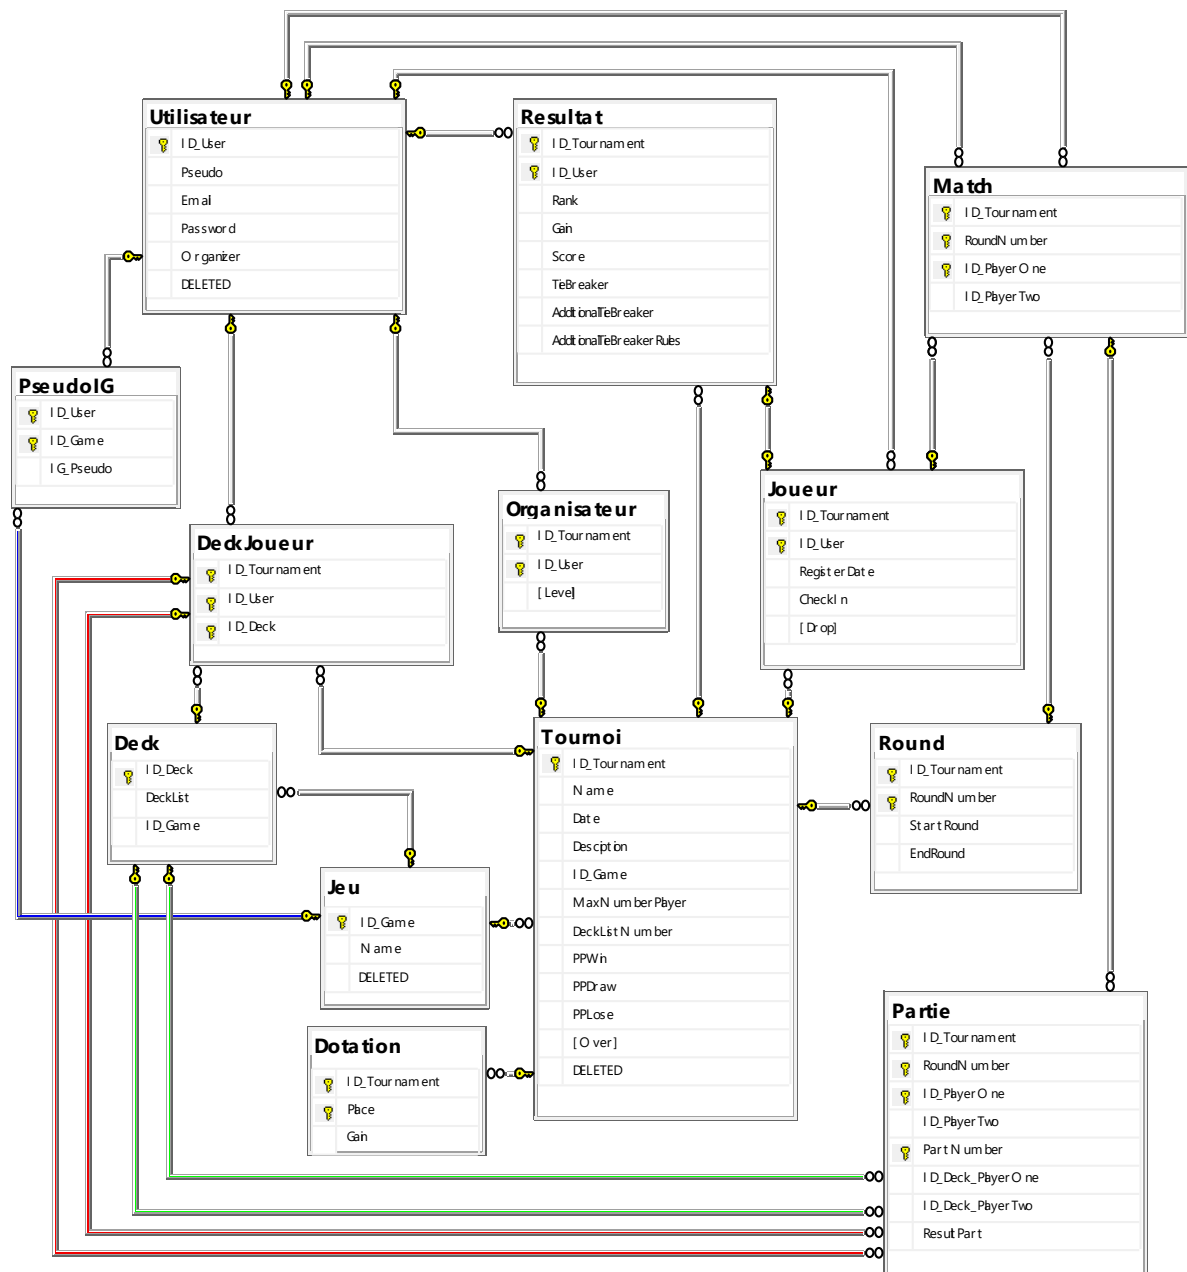 Utilisateur
ID_User
Pseudo
Email
Password
Organizer
DELETED
Resultat
ID_Tournament
ID_User
Rank
Gain
Score
TieBreaker
AdditionalTieBreaker
AdditionalTieBreakerRules
Match
ID_Tournament
RoundNumber
ID_PlayerOne
ID_PlayerTwo
PseudoIG
ID_User
ID_Game
IG_Pseudo
Joueur
ID_Tournament
ID_User
RegisterDate
CheckIn
[Drop]
Organisateur
ID_Tournament
ID_User
[Level]
DeckJoueur
ID_Tournament
ID_User
ID_Deck
Deck
ID_Deck
DeckList
ID_Game
Tournoi
ID_Tournament
Name
Date
Desciption
ID_Game
MaxNumberPlayer
DeckListNumber
PPWin
PPDraw
PPLose
[Over]
DELETED
Round
ID_Tournament
RoundNumber
StartRound
EndRound
Jeu
ID_Game
Name
DELETED
Dotation
ID_Tournament
Place
Gain
Partie
ID_Tournament
RoundNumber
ID_PlayerOne
ID_PlayerTwo
PartNumber
ID_Deck_PlayerOne
ID_Deck_PlayerTwo
ResultPart